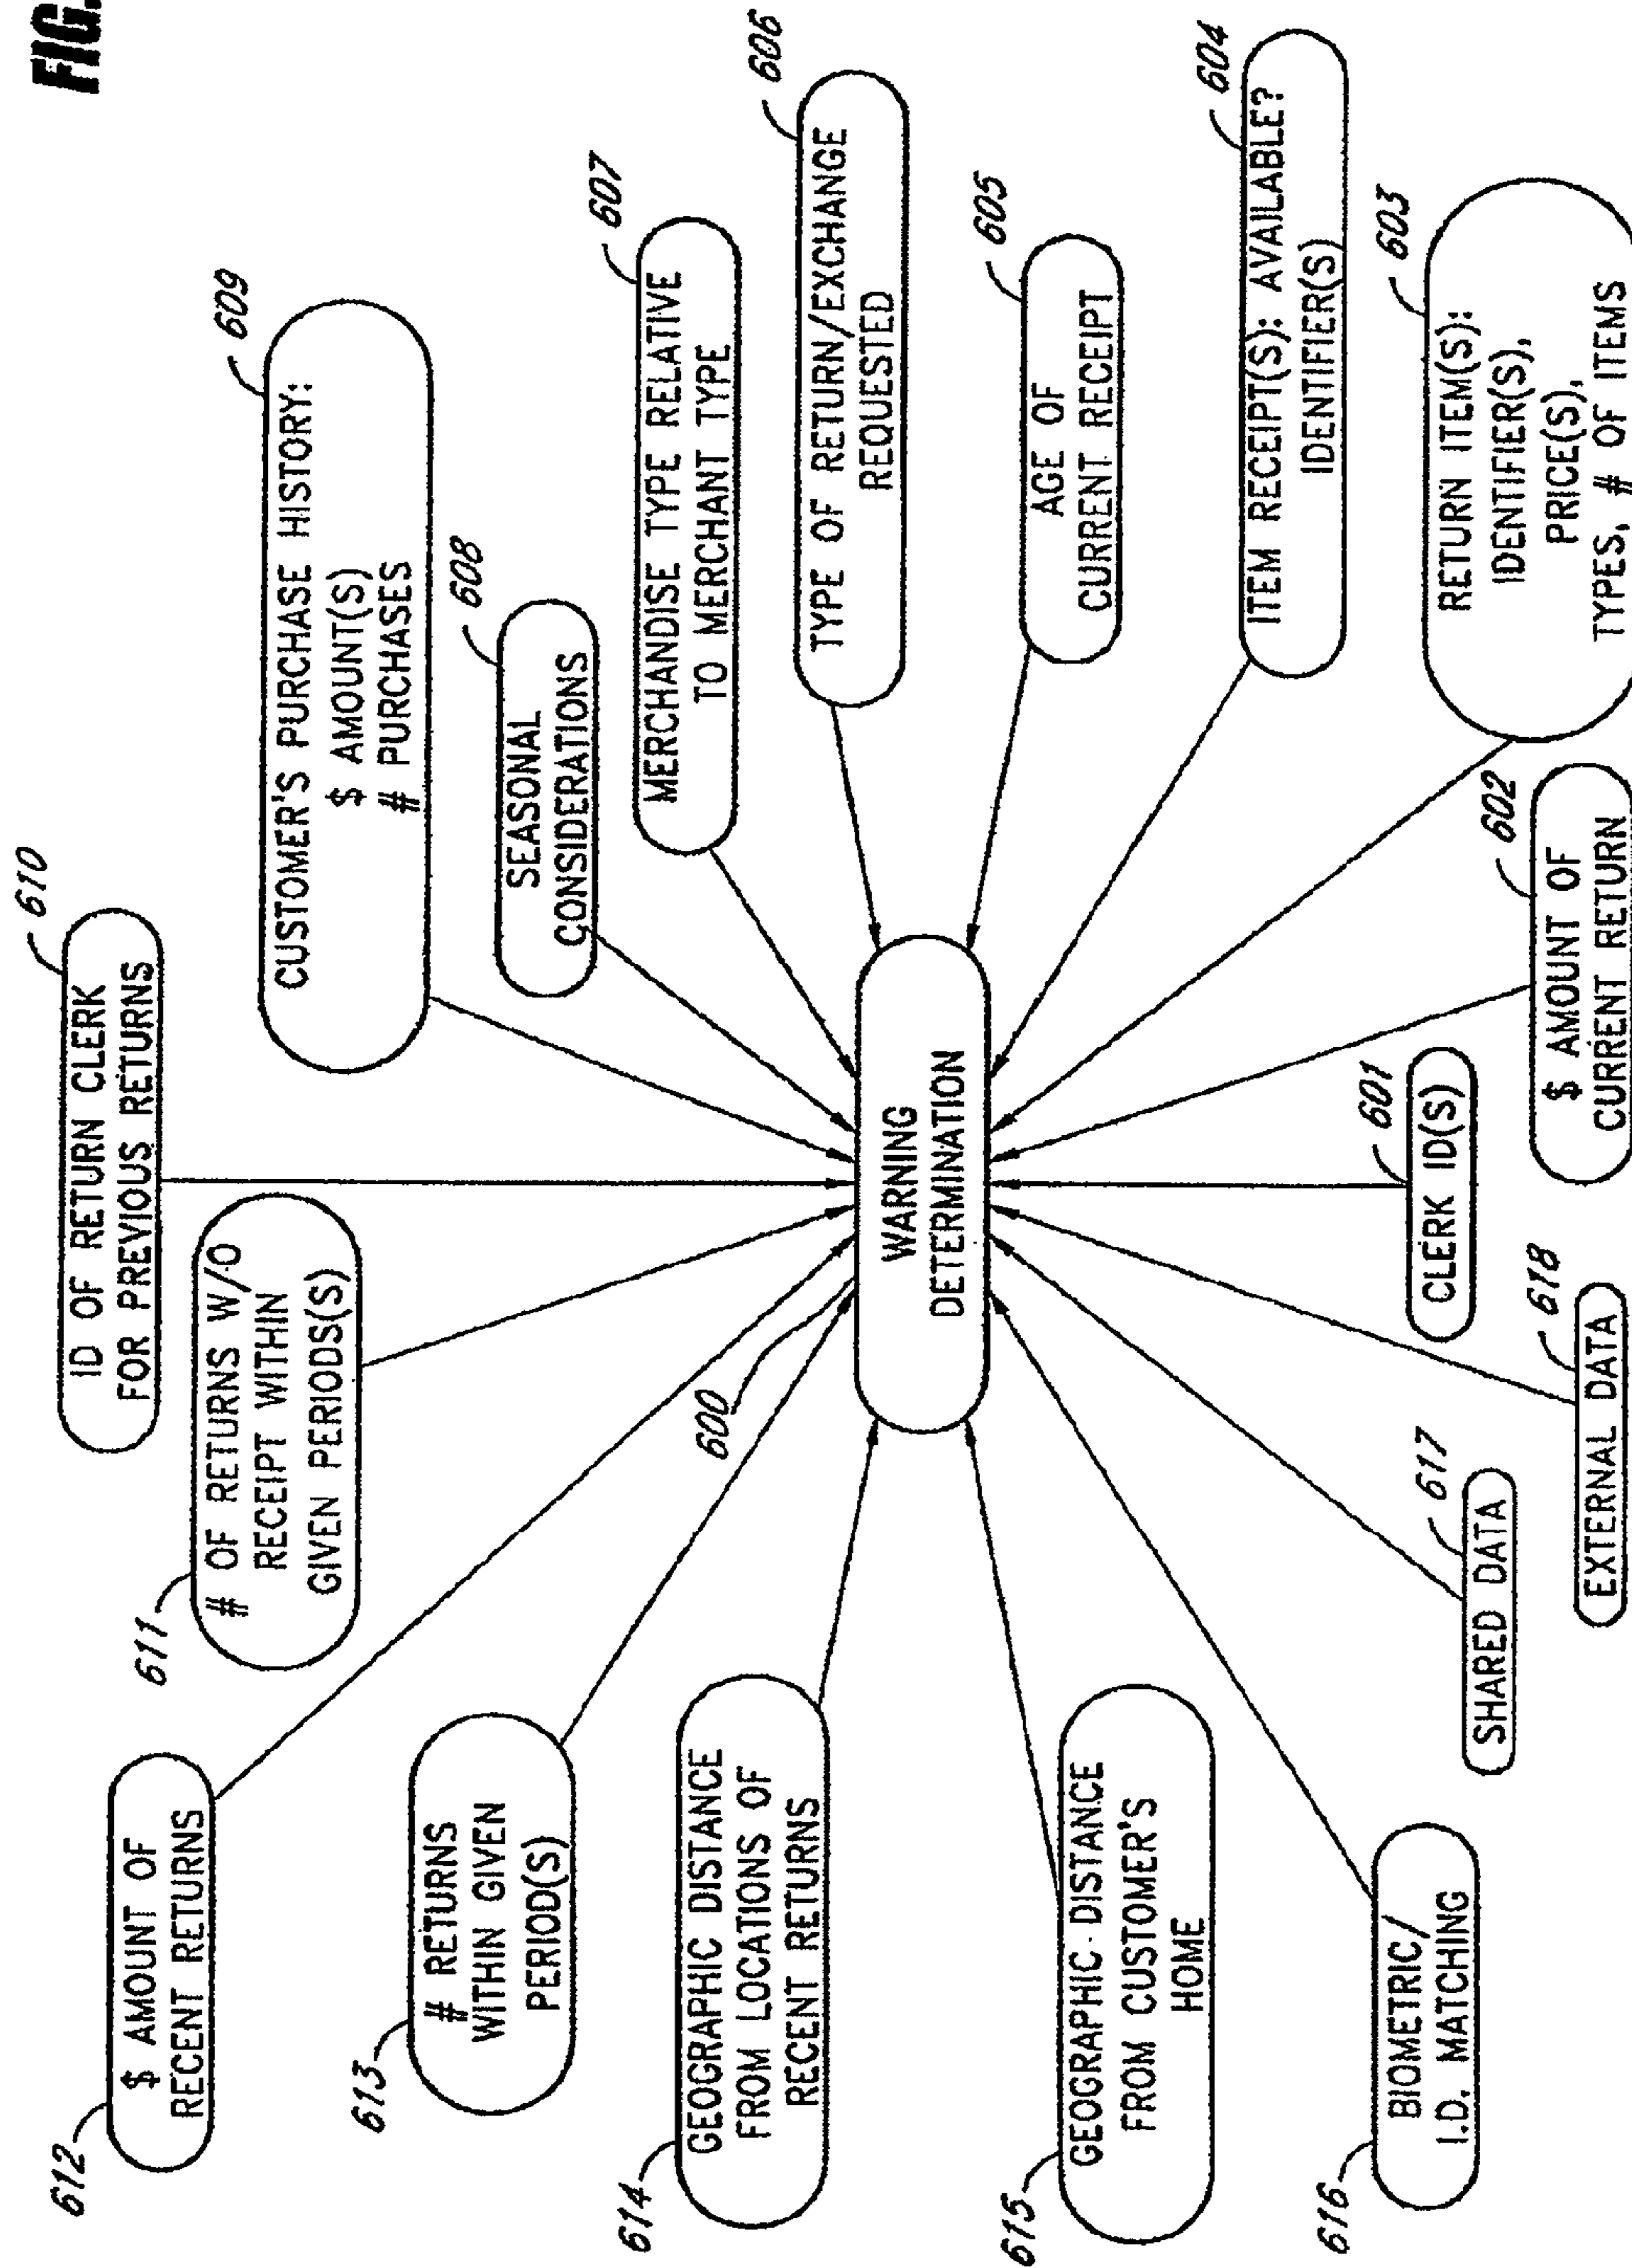 FIG.
610
ID OF RETURN CLERK
FOR PREVIOUS RETURNS
609
CUSTOMER'S PURCHASE HISTORY:
$ AMOUNT(S)
# PURCHASES
608
SEASONAL
CONSIDERATIONS
607
MERCHANDISE TYPE RELATIVE
TO MERCHANT TYPE
606
TYPE OF RETURN/EXCHANGE
REQUESTED
605
AGE OF
CURRENT RECEIPT
604
ITEM RECEIPT(S): AVAILABLE?
IDENTIFIER(S)
603
RETURN ITEM(S):
IDENTIFIER(S),
PRICE(S),
TYPES, # OF ITEMS
602
$ AMOUNT OF
CURRENT RETURN
601
CLERK ID(S)
618
EXTERNAL DATA
617
SHARED DATA
616
BIOMETRIC/
I.D. MATCHING
615
GEOGRAPHIC DISTANCE
FROM CUSTOMER'S
HOME
614
GEOGRAPHIC DISTANCE
FROM LOCATIONS OF
RECENT RETURNS
613
# RETURNS
WITHIN GIVEN
PERIOD(S)
612
$ AMOUNT OF
RECENT RETURNS
611
# OF RETURNS W/O
RECEIPT WITHIN
GIVEN PERIODS(S)
600
WARNING
DETERMINATION